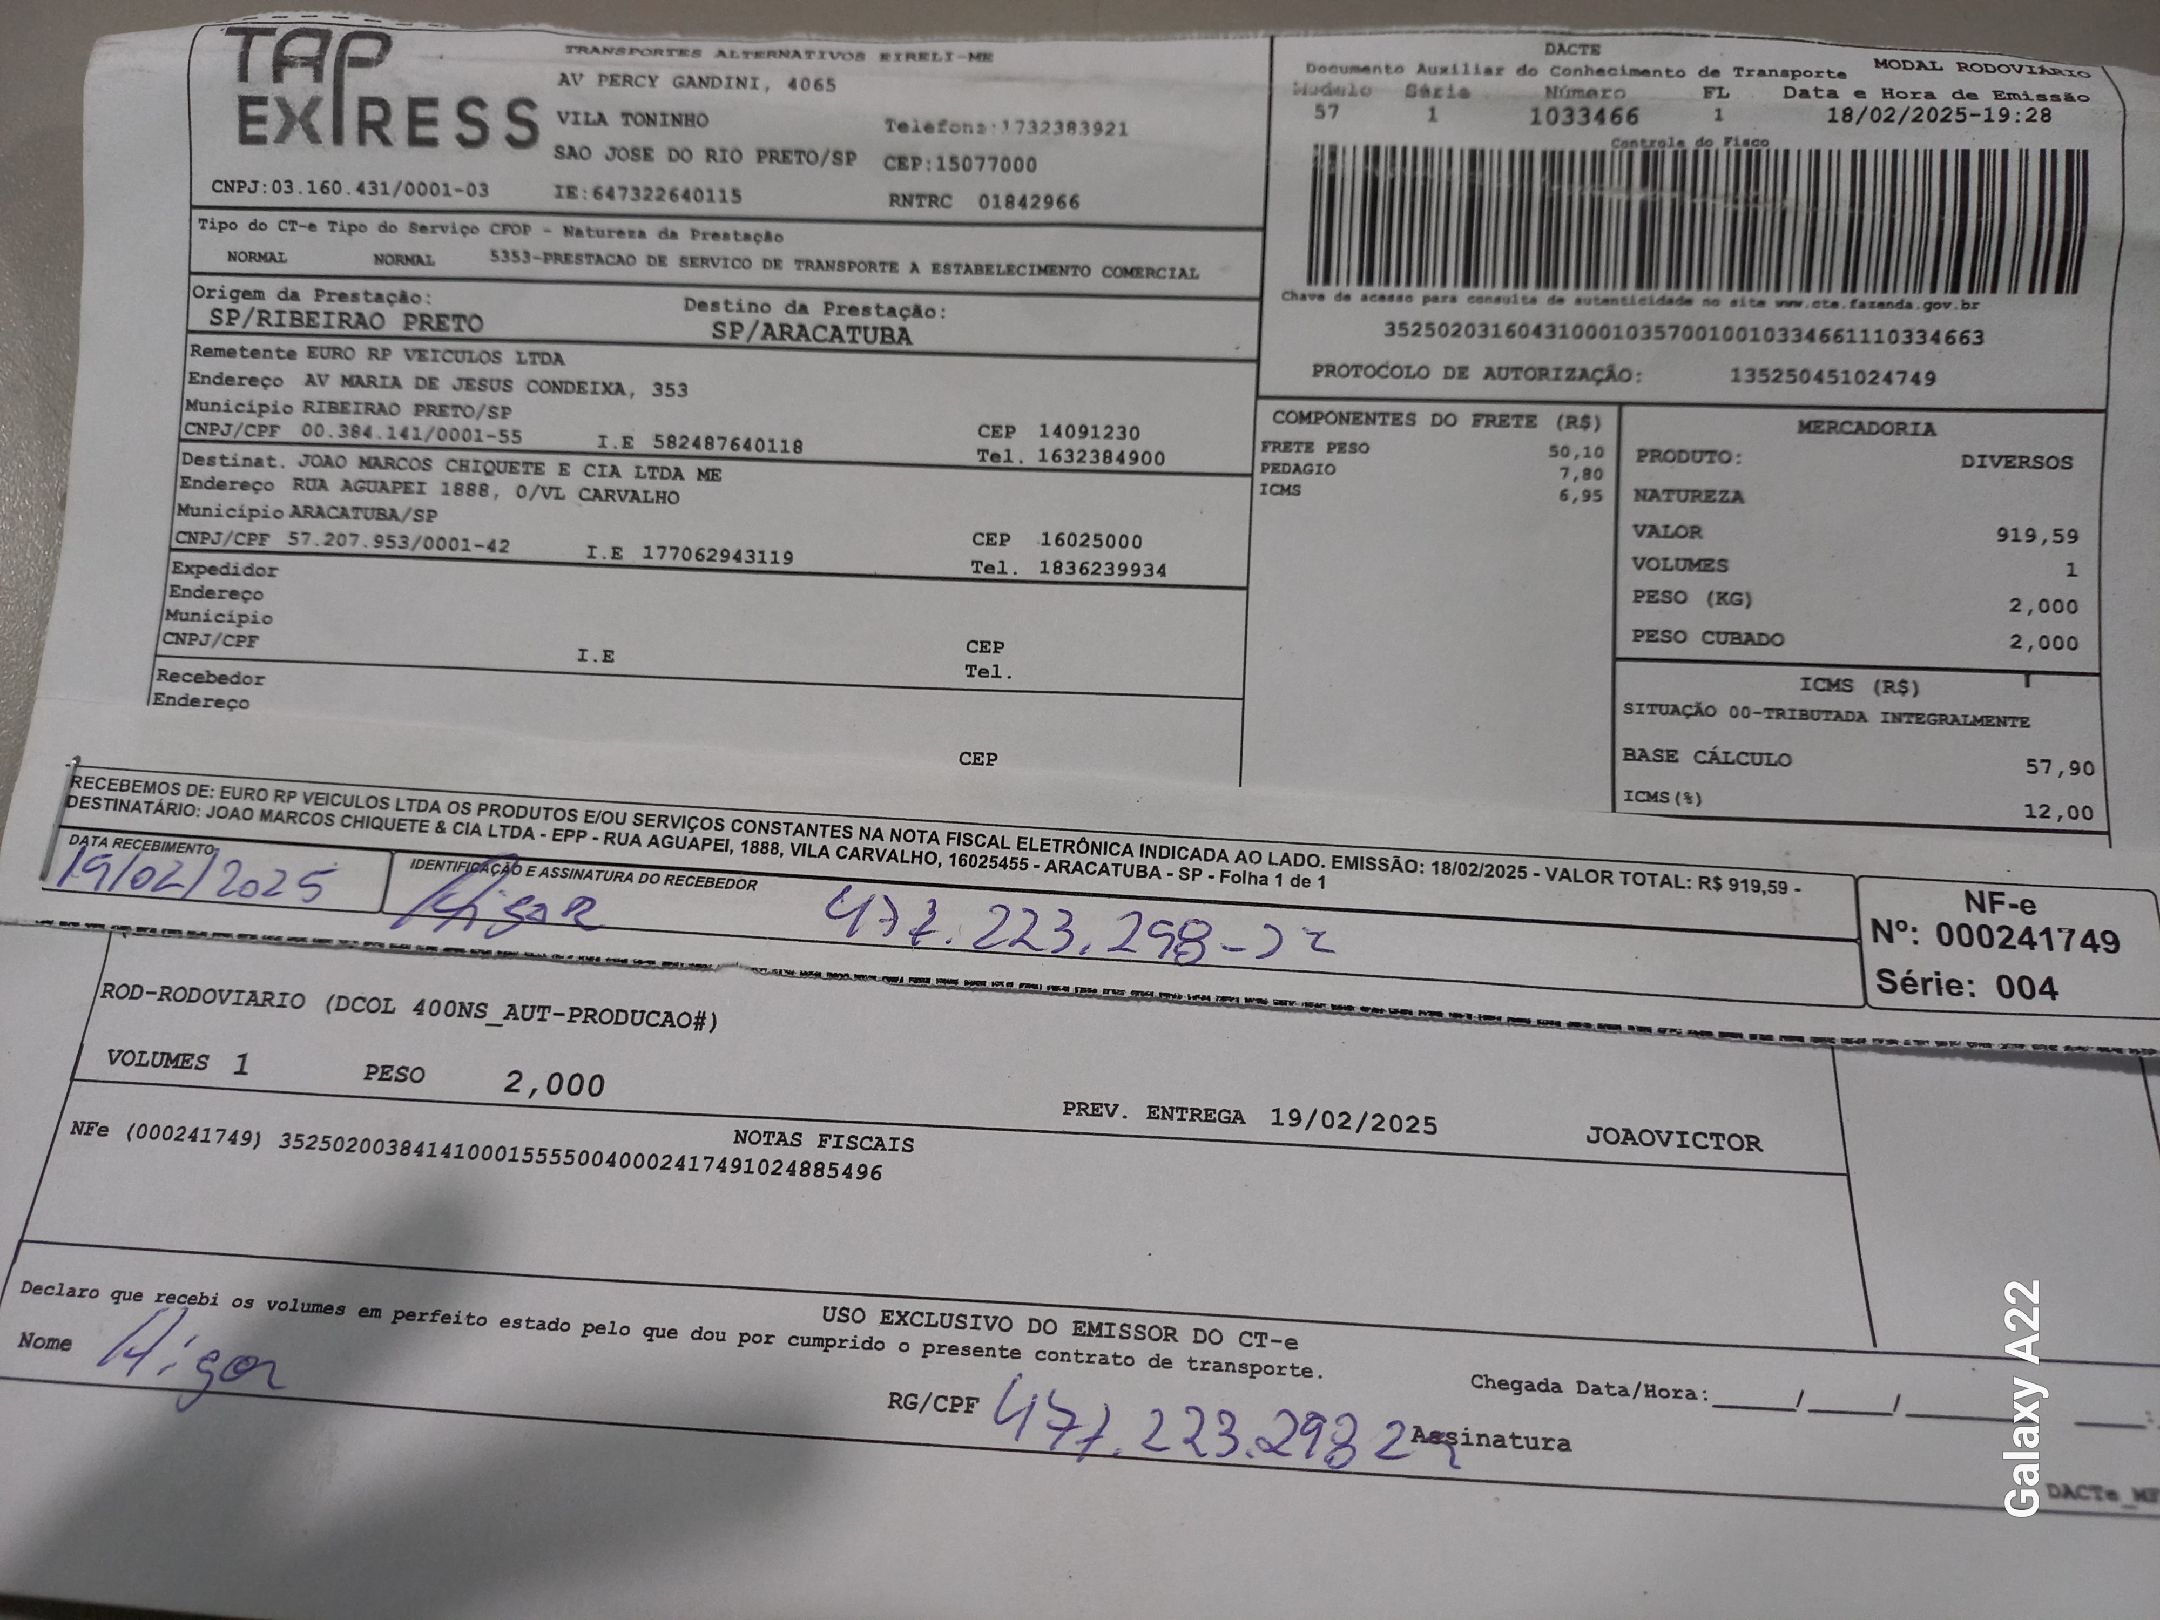 TAP
EXPRESS
TRANSPORTES ALTERNATIVOS EIRELI-ME
AV PERCY GANDINI, 4065
VILA TONINHO
Telefone:1732383921
SAO JOSE DO RIO PRETO/SP CEP:15077000
CNPJ:03.160.431/0001-03 IE:647322640115 RNTRC 01842966
DACTE
Documento Auxiliar do Conhecimento de Transporte MODAL RODOVIÁRIO
Modulo Série Número FL Data e Hora de Emissão
57 1 1033466 1 18/02/2025-19:28
Controle do Fisco
Chave de acesso para consulta de autenticidade no site www.cte.fazenda.gov.br
35250203160431000103570010010334661110334663
PROTOCOLO DE AUTORIZAÇÃO: 135250451024749
Tipo do CT-e Tipo do Serviço CFOP - Natureza da Prestação
NORMAL NORMAL 5353-PRESTACAO DE SERVICO DE TRANSPORTE A ESTABELECIMENTO COMERCIAL
Origem da Prestação: Destino da Prestação:
SP/RIBEIRAO PRETO SP/ARACATUBA
Remetente EURO RP VEICULOS LTDA
Endereço AV MARIA DE JESUS CONDEIXA, 353
Município RIBEIRAO PRETO/SP CEP 14091230
CNPJ/CPF 00.384.141/0001-55 I.E 582487640118 Tel. 1632384900
Destinat. JOAO MARCOS CHIQUETE E CIA LTDA ME
Endereço RUA AGUAPEI 1888, 0/VL CARVALHO
Município ARACATUBA/SP CEP 16025000
CNPJ/CPF 57.207.953/0001-42 I.E 177062943119 Tel. 1836239934
Expedidor
Endereço
Município CEP
CNPJ/CPF I.E Tel.
Recebedor
Endereço
CEP
COMPONENTES DO FRETE (R$)
FRETE PESO 50,10
PEDAGIO 7,80
ICMS 6,95
MERCADORIA
PRODUTO: DIVERSOS
NATUREZA
VALOR 919,59
VOLUMES 1
PESO (KG) 2,000
PESO CUBADO 2,000
ICMS (R$)
SITUAÇÃO 00-TRIBUTADA INTEGRALMENTE
BASE CÁLCULO 57,90
ICMS(%) 12,00
RECEBEMOS DE: EURO RP VEICULOS LTDA OS PRODUTOS E/OU SERVIÇOS CONSTANTES NA NOTA FISCAL ELETRÔNICA INDICADA AO LADO. EMISSÃO: 18/02/2025 - VALOR TOTAL: R$ 919,59 -
DESTINATÁRIO: JOAO MARCOS CHIQUETE & CIA LTDA - EPP - RUA AGUAPEI, 1888, VILA CARVALHO, 16025455 - ARACATUBA - SP - Folha 1 de 1
DATA RECEBIMENTO IDENTIFICAÇÃO E ASSINATURA DO RECEBEDOR
19/02/2025 Higor 477.223.298-22
NF-e
Nº: 000241749
Série: 004
ROD-RODOVIARIO (DCOL 400NS_AUT-PRODUCAO#)
VOLUMES 1 PESO 2,000 PREV. ENTREGA 19/02/2025 JOAOVICTOR
NOTAS FISCAIS
NFe (000241749) 35250200384141000155550040002417491024885496
USO EXCLUSIVO DO EMISSOR DO CT-e
Declaro que recebi os volumes em perfeito estado pelo que dou por cumprido o presente contrato de transporte.
Nome Higor RG/CPF 477.223.298 22 Assinatura Chegada Data/Hora:____/____/____
Galaxy A22